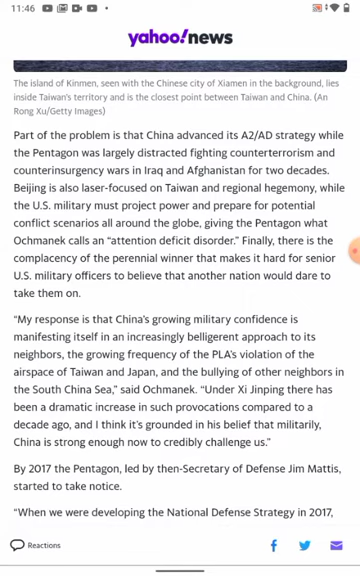 11:46
yahoo!news
The island of Kinmen, seen with the Chinese city of Xiamen in the background, lies
inside Taiwan's territory and is the closest point between Taiwan and China. (An
Rong Xu/Getty Images)
Part of the problem is that China advanced its A2/AD strategy while
the Pentagon was largely distracted fighting counterterrorism and
counterinsurgency wars in Iraq and Afghanistan for two decades.
Beijing is also laser-focused on Taiwan and regional hegemony, while
the U.S. military must project power and prepare for potential
conflict scenarios all around the globe, giving the Pentagon what
Ochmanek calls an “attention deficit disorder.” Finally, there is the
complacency of the perennial winner that makes it hard for senior
U.S. military officers to believe that another nation would dare to
take them on.
“My response is that China's growing military confidence is
manifesting itself in an increasingly belligerent approach to its
neighbors, the growing frequency of the PLA's violation of the
airspace of Taiwan and Japan, and the bullying of other neighbors in
the South China Sea,” said Ochmanek. “Under Xi Jinping there has
been a dramatic increase in such provocations compared to a
decade ago, and I think it's grounded in his belief that militarily,
China is strong enough now to credibly challenge us.”
By 2017 the Pentagon, led by then-Secretary of Defense Jim Mattis,
started to take notice.
“When we were developing the National Defense Strategy in 2017,
Reactions